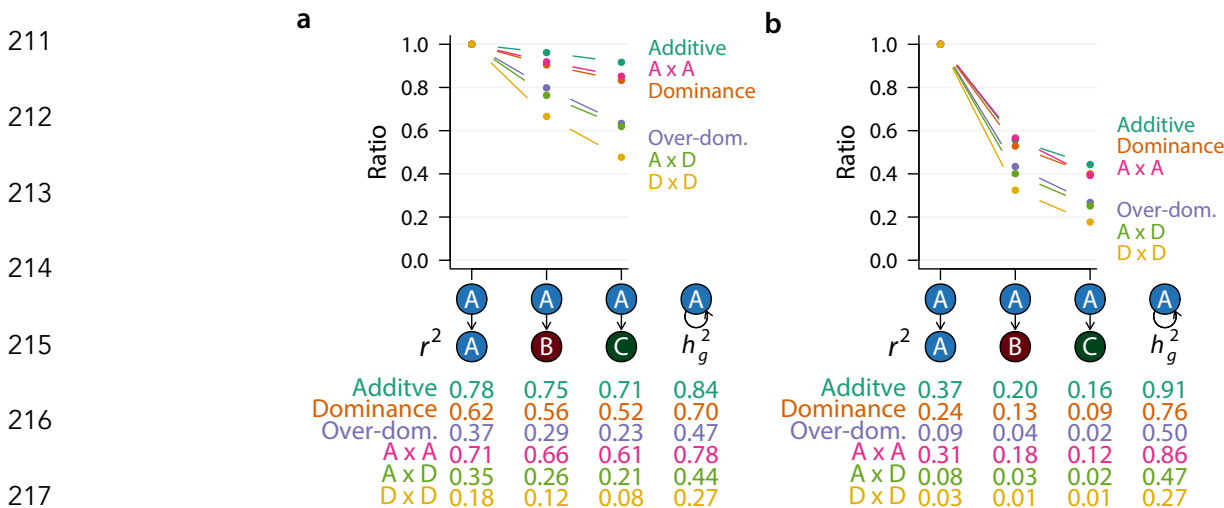 211
212
213
214
215
216
217
a
Ratio
1.0
0.8
0.6
0.4
0.2
0.0
Additive
A x A
Dominance
Over-dom.
A x D
D x D
A A A A
r² A B C h_g²
Additve 0.78 0.75 0.71 0.84
Dominance 0.62 0.56 0.52 0.70
Over-dom. 0.37 0.29 0.23 0.47
A x A 0.71 0.66 0.61 0.78
A x D 0.35 0.26 0.21 0.44
D x D 0.18 0.12 0.08 0.27
b
Ratio
1.0
0.8
0.6
0.4
0.2
0.0
Additive
Dominance
A x A
Over-dom.
A x D
D x D
A A A A
r² A B C h_g²
Additve 0.37 0.20 0.16 0.91
Dominance 0.24 0.13 0.09 0.76
Over-dom. 0.09 0.04 0.02 0.50
A x A 0.31 0.18 0.12 0.86
A x D 0.08 0.03 0.02 0.47
D x D 0.03 0.01 0.01 0.27